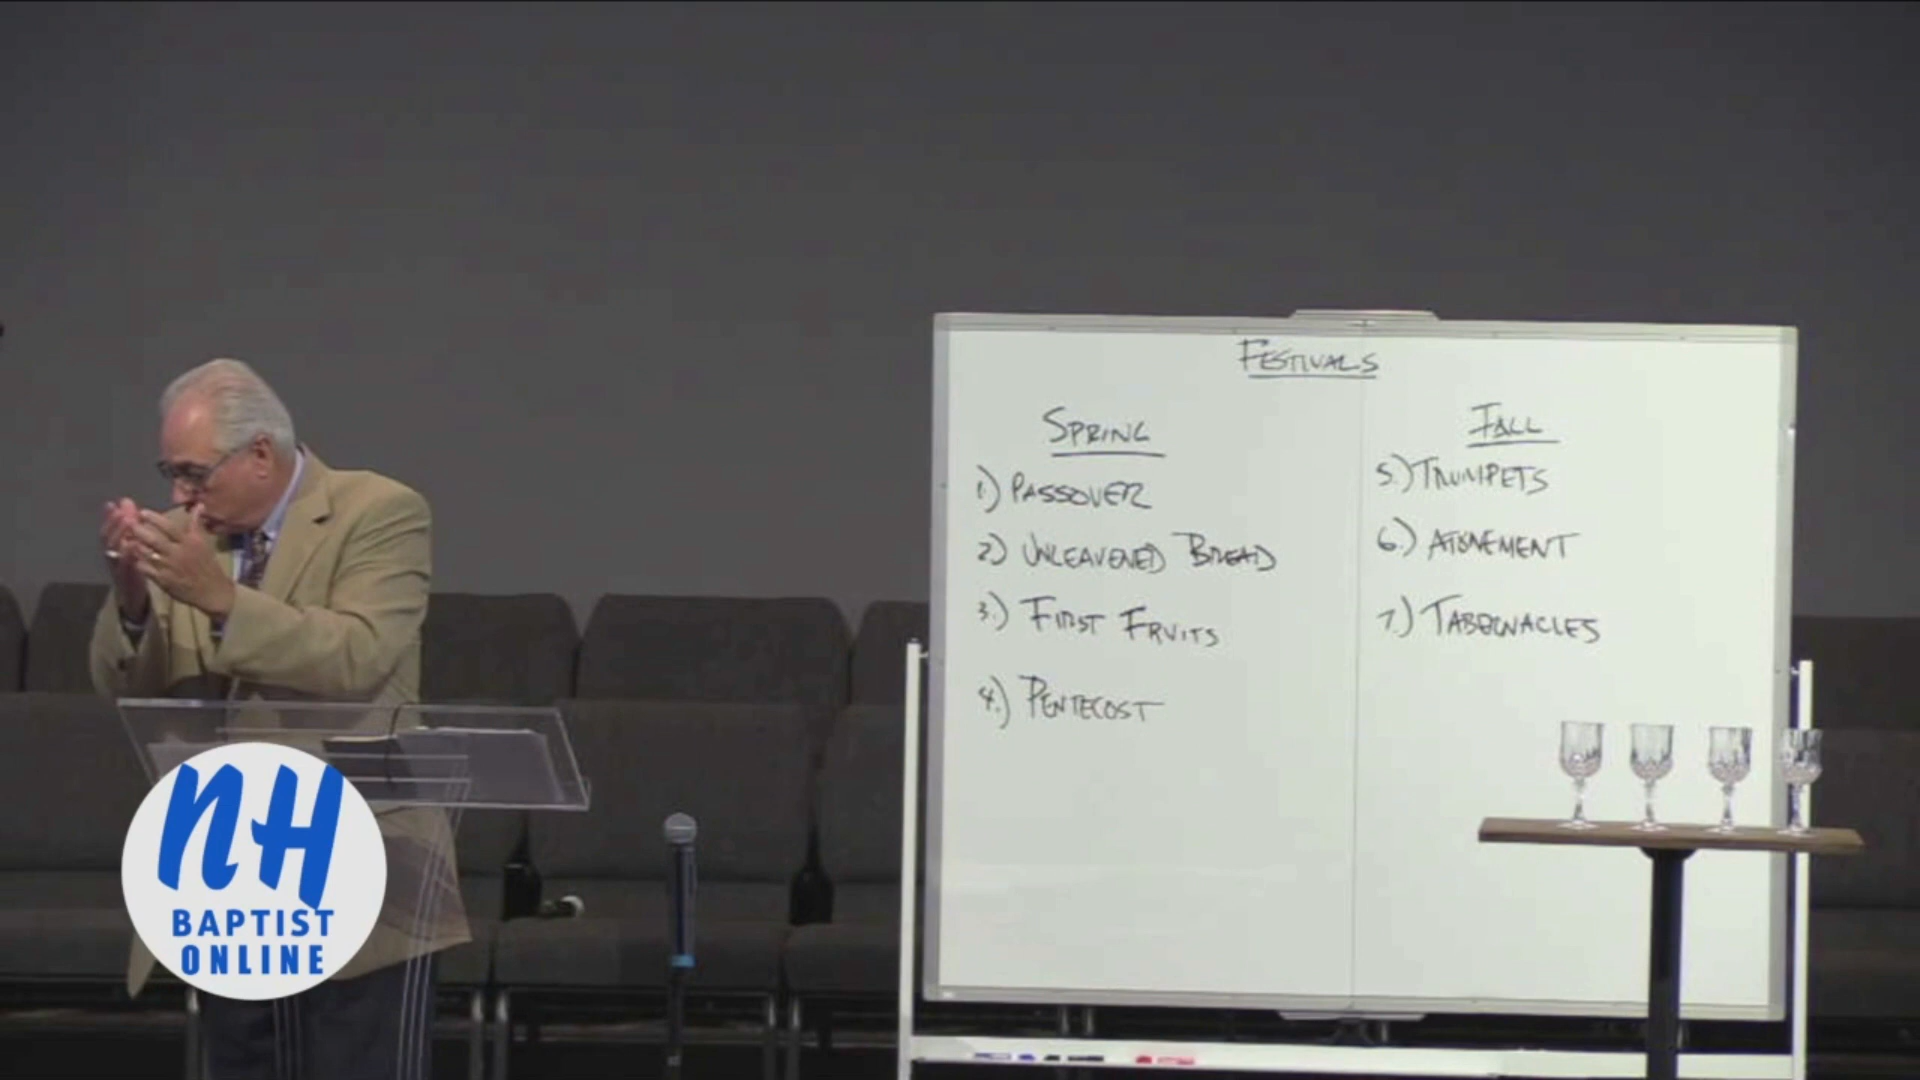 FESTIVALS
SPRING
1.) PASSOVER
2) UNLEAVENED BREAD
3.) FIRST FRUITS
4.) PENTECOST
FALL
5.) TRUMPETS
6.) ATONEMENT
7.) TABERNACLES
NH
BAPTIST
ONLINE